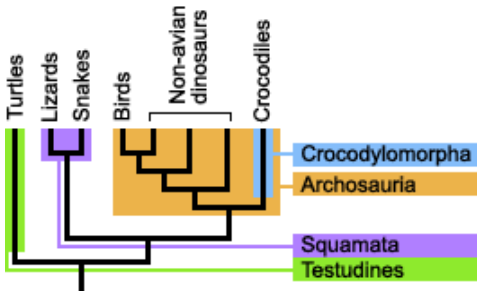 Turtles
Lizards
Snakes
Birds
Non-avian
dinosaurs
Crocodiles
Crocodylomorpha
Archosauria
Squamata
Testudines